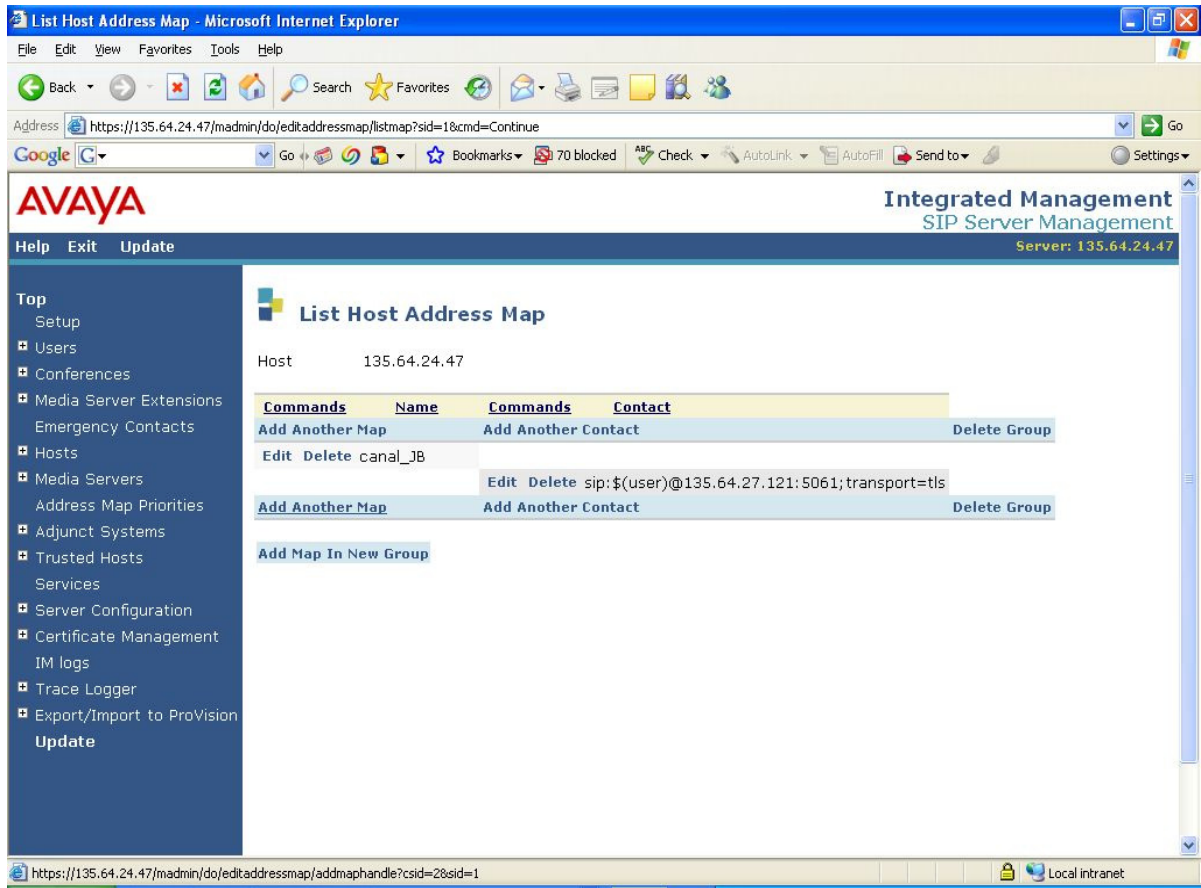 List Host Address Map - Microsoft Internet Explorer
File Edit View Favorites Tools Help
Back Search Favorites
Address https://135.64.24.47/madmin/do/editaddressmap/listmap?sid=1&cmd=Continue Go
Google G Go Bookmarks 70 blocked ABC Check AutoLink AutoFill Send to Settings
AVAYA
Integrated Management
SIP Server Management
Help Exit Update
Server: 135.64.24.47
Top
Setup
Users
Conferences
Media Server Extensions
Emergency Contacts
Hosts
Media Servers
Address Map Priorities
Adjunct Systems
Trusted Hosts
Services
Server Configuration
Certificate Management
IM logs
Trace Logger
Export/Import to ProVision
Update
List Host Address Map
Host 135.64.24.47
Commands Name Commands Contact
Add Another Map Add Another Contact Delete Group
Edit Delete canal_JB
Edit Delete sip:$(user)@135.64.27.121:5061;transport=tls
Add Another Map Add Another Contact Delete Group
Add Map In New Group
https://135.64.24.47/madmin/do/editaddressmap/addmaphandle?csid=2&sid=1 Local intranet